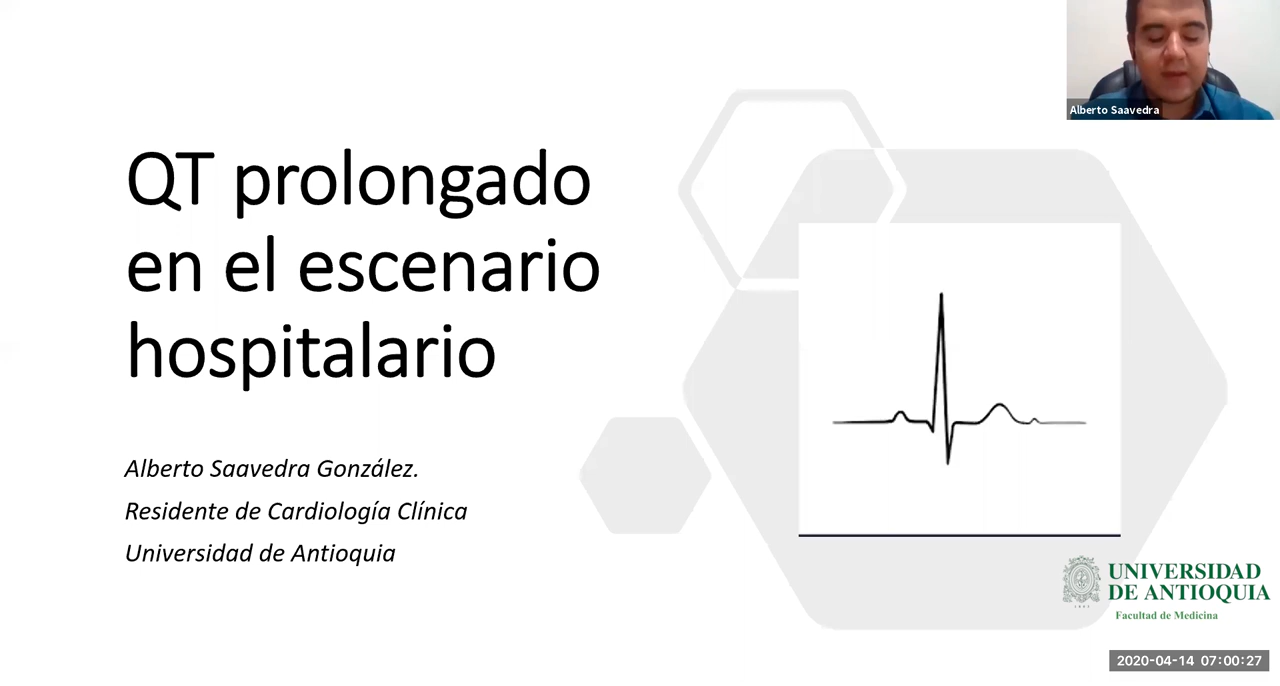 Alberto Saavedra
QT prolongado
en el escenario
hospitalario
Alberto Saavedra González.
Residente de Cardiología Clínica
Universidad de Antioquia
UNIVERSIDAD
DE ANTIOQUIA
Facultad de Medicina
2020-04-14 07:00:27